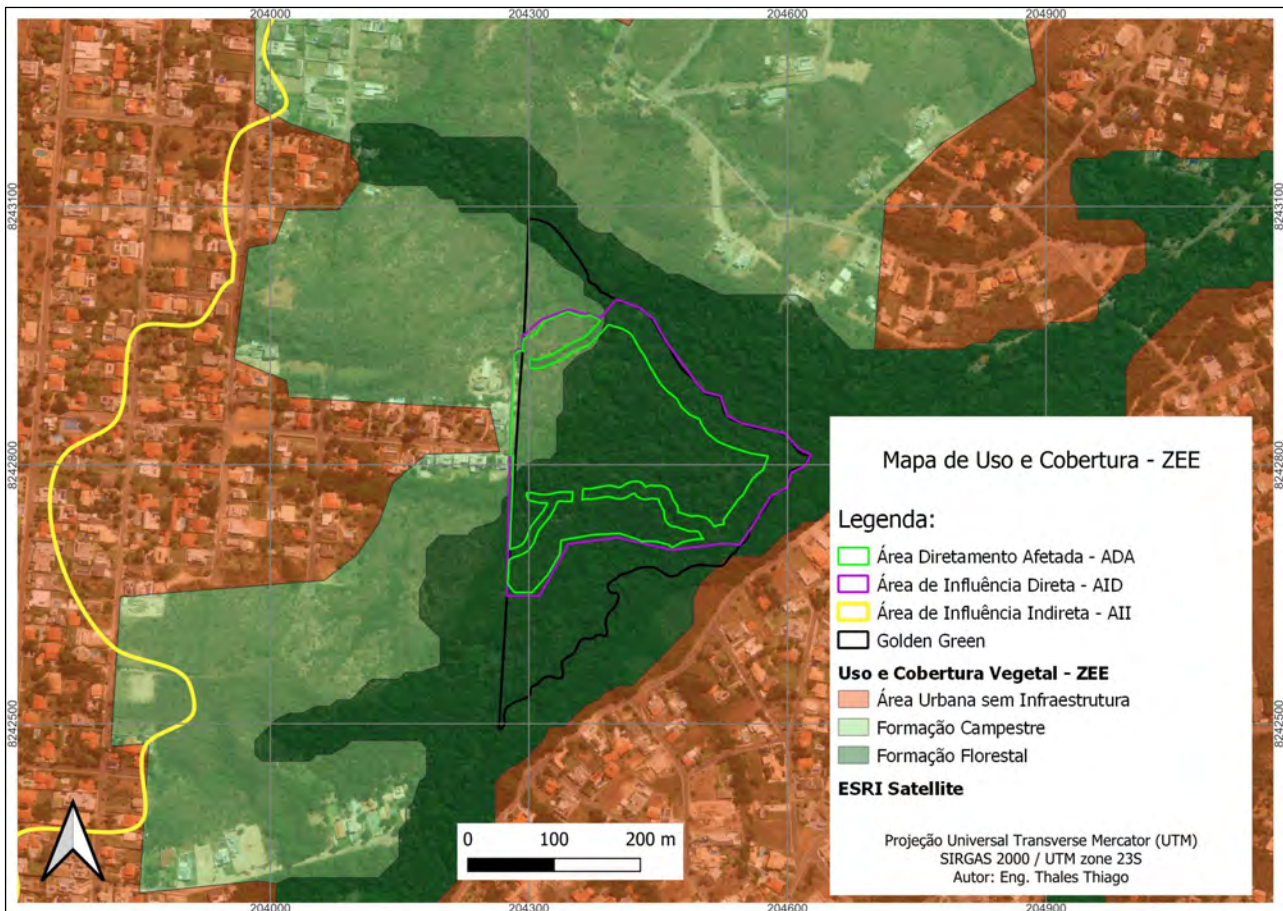 204000 204300 204600 204900
8243100 8243100
8242800 8242800
8242500 8242500
Mapa de Uso e Cobertura - ZEE
Legenda:
Área Diretamento Afetada - ADA
Área de Influência Direta - AID
Área de Influência Indireta - AII
Golden Green
Uso e Cobertura Vegetal - ZEE
Área Urbana sem Infraestrutura
Formação Campestre
Formação Florestal
ESRI Satellite
Projeção Universal Transverse Mercator (UTM)
SIRGAS 2000 / UTM zone 23S
Autor: Eng. Thales Thiago
0 100 200 m
204000 204300 204600 204900